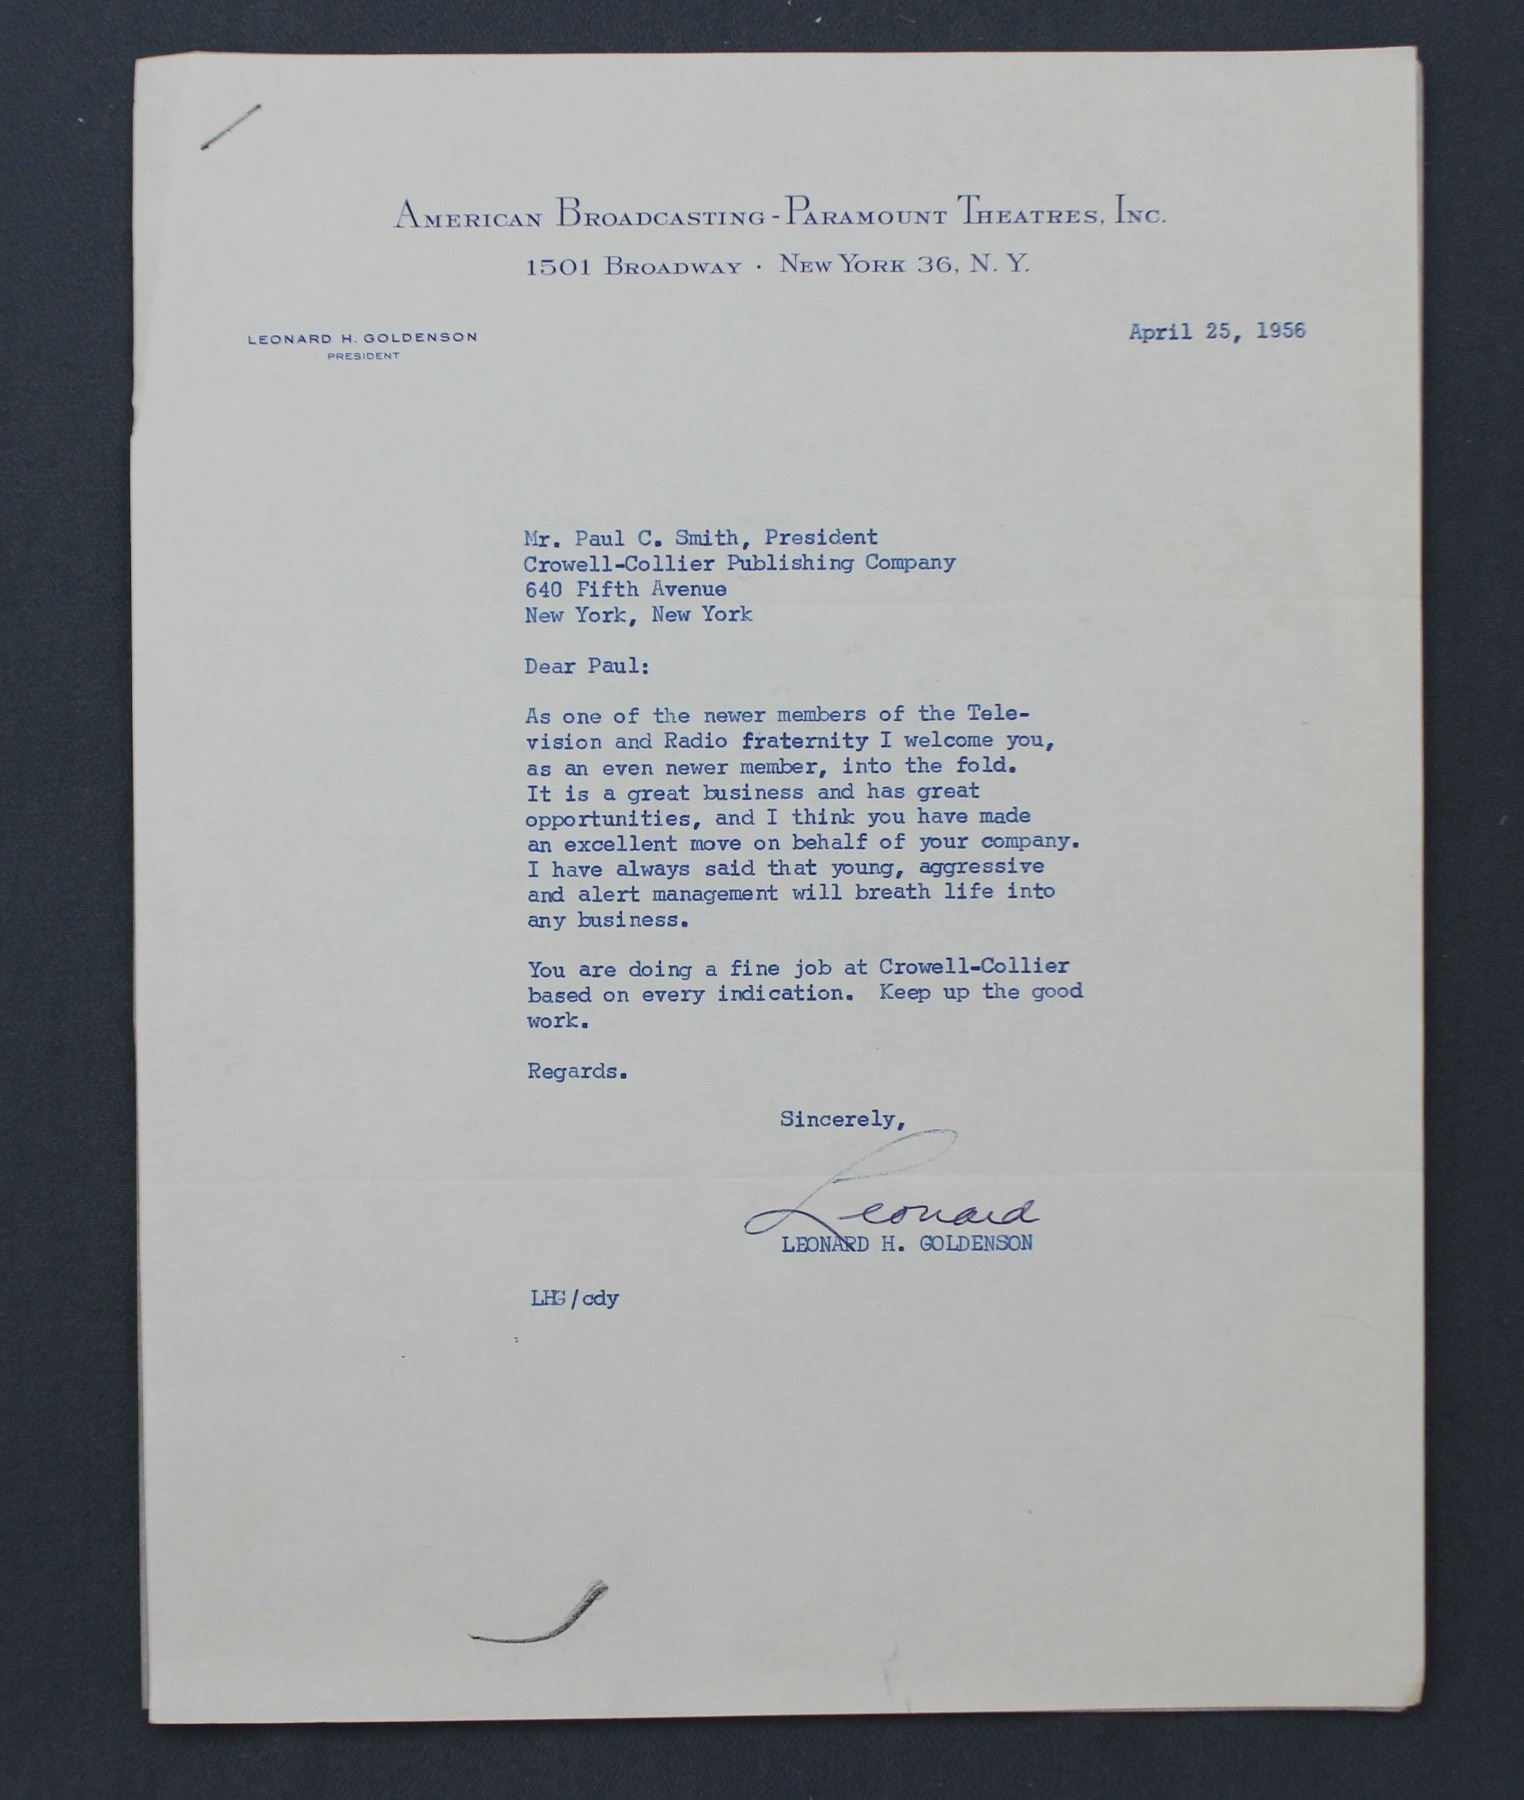 American Broadcasting-Paramount Theatres, Inc.
1501 Broadway · New York 36, N. Y.
LEONARD H. GOLDENSON
PRESIDENT
April 25, 1956
Mr. Paul C. Smith, President
Crowell-Collier Publishing Company
640 Fifth Avenue
New York, New York
Dear Paul:
As one of the newer members of the Tele-
vision and Radio fraternity I welcome you,
as an even newer member, into the fold.
It is a great business and has great
opportunities, and I think you have made
an excellent move on behalf of your company.
I have always said that young, aggressive
and alert management will breath life into
any business.
You are doing a fine job at Crowell-Collier
based on every indication.  Keep up the good
work.
Regards.
Sincerely,
Leonard
LEONARD H. GOLDENSON
LHG/cdy